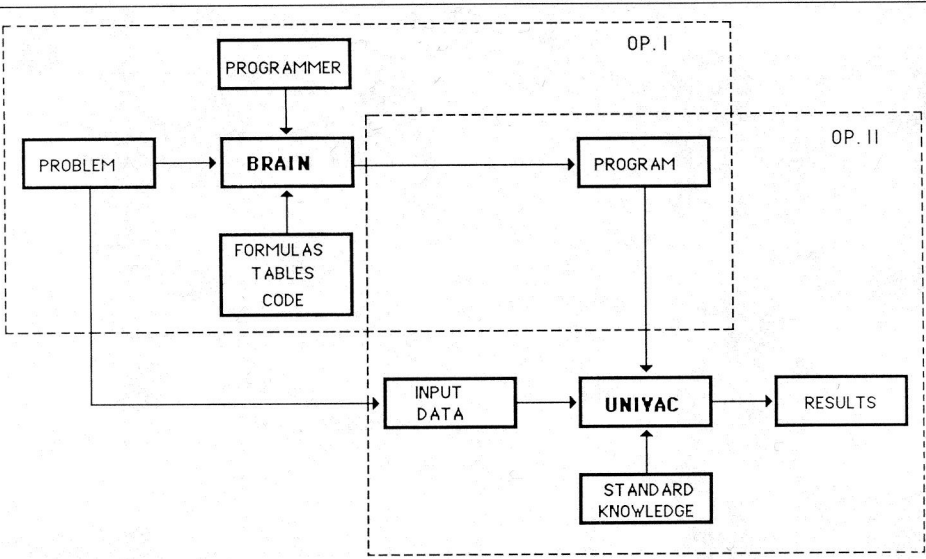 OP. I
PROGRAMMER
OP. II
PROBLEM
BRAIN
PROGRAM
FORMULAS
TABLES
CODE
INPUT
DATA
UNIVAC
RESULTS
STANDARD
KNOWLEDGE